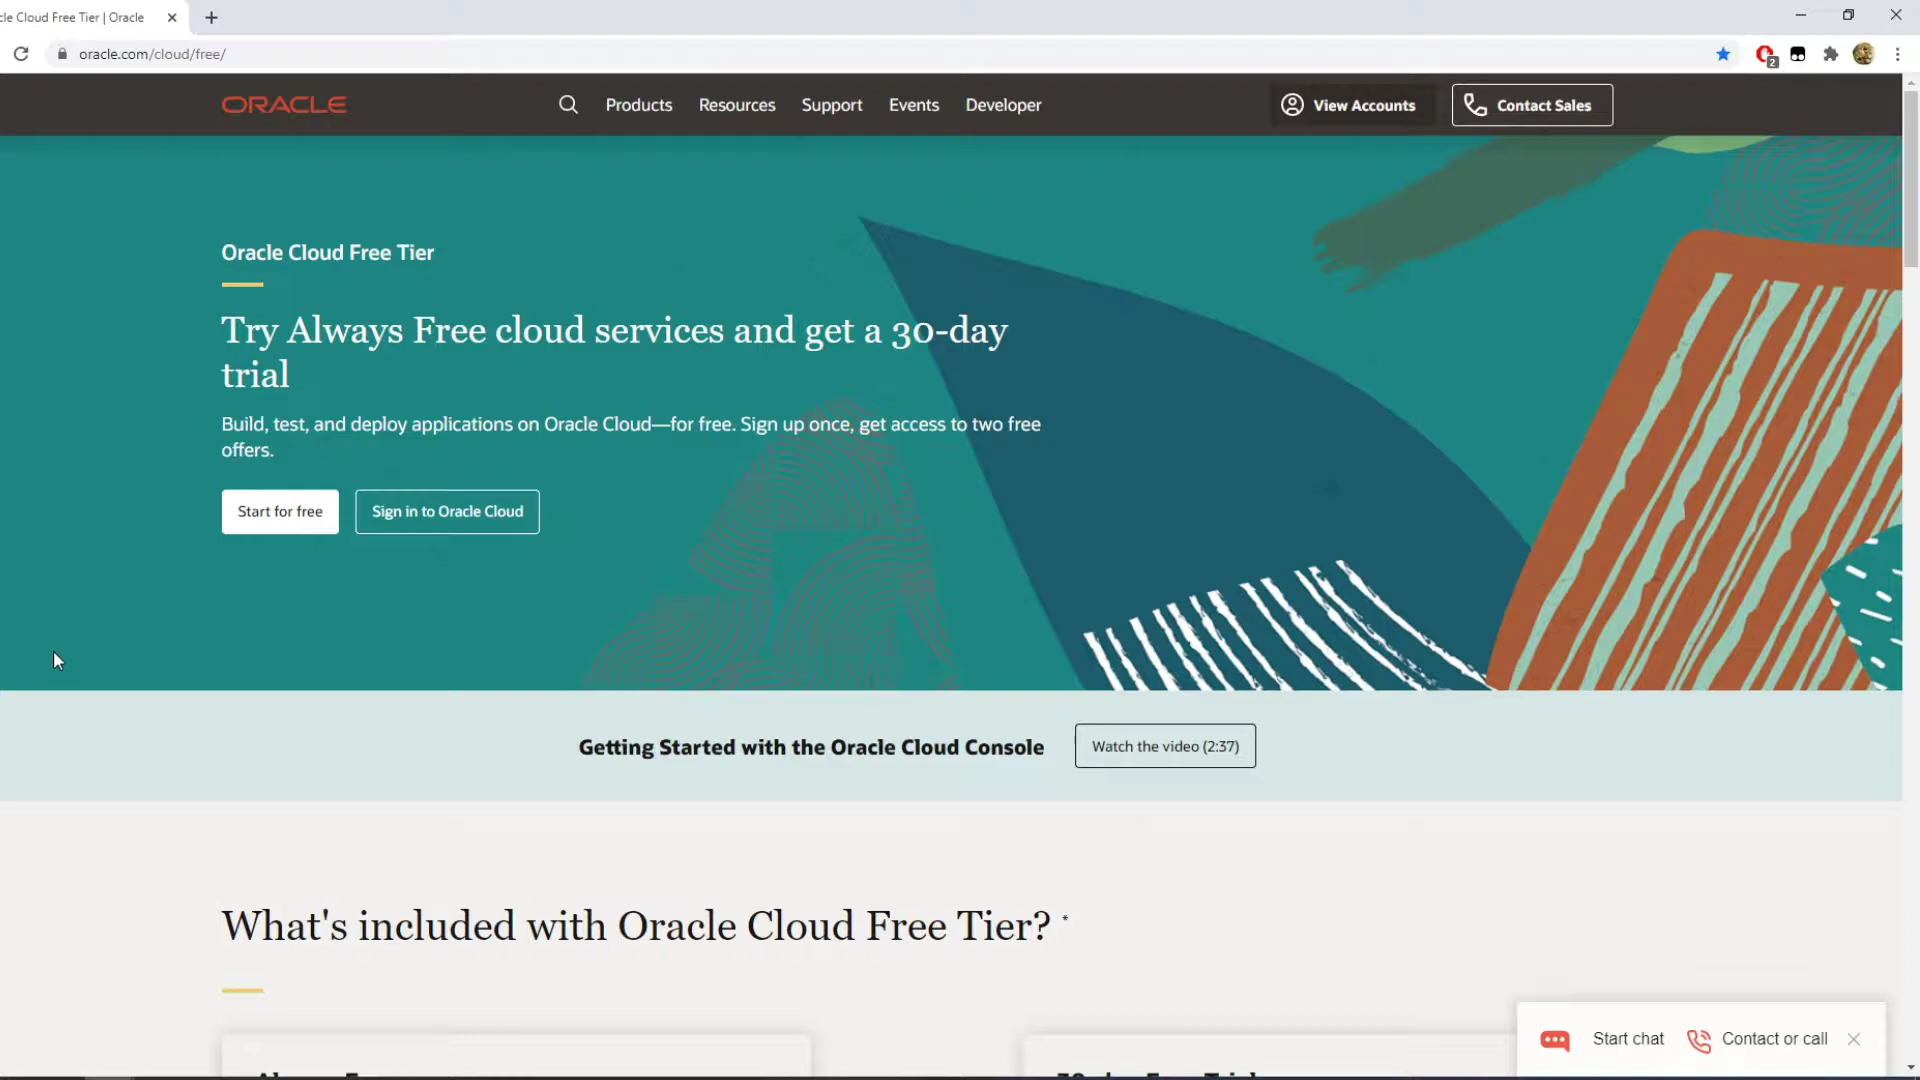 cle Cloud Free Tier | Oracle
oracle.com/cloud/free/
2
ORACLE
Products
Resources
Support
Events
Developer
View Accounts
Contact Sales
Oracle Cloud Free Tier
Try Always Free cloud services and get a 30-day
trial
Build, test, and deploy applications on Oracle Cloud—for free. Sign up once, get access to two free
offers.
Start for free
Sign in to Oracle Cloud
Getting Started with the Oracle Cloud Console
Watch the video (2:37)
What's included with Oracle Cloud Free Tier? *
Start chat
Contact or call